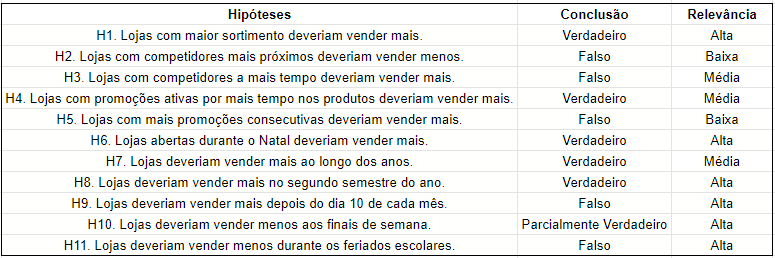 Hipóteses Conclusão Relevância
H1. Lojas com maior sortimento deveriam vender mais. Verdadeiro Alta
H2. Lojas com competidores mais próximos deveriam vender menos. Falso Baixa
H3. Lojas com competidores a mais tempo deveriam vender mais. Falso Média
H4. Lojas com promoções ativas por mais tempo nos produtos deveriam vender mais. Verdadeiro Média
H5. Lojas com mais promoções consecutivas deveriam vender mais. Falso Baixa
H6. Lojas abertas durante o Natal deveriam vender mais. Verdadeiro Alta
H7. Lojas deveriam vender mais ao longo dos anos. Verdadeiro Média
H8. Lojas deveriam vender mais no segundo semestre do ano. Verdadeiro Alta
H9. Lojas deveriam vender mais depois do dia 10 de cada mês. Falso Alta
H10. Lojas deveriam vender menos aos finais de semana. Parcialmente Verdadeiro Alta
H11. Lojas deveriam vender menos durante os feriados escolares. Falso Alta